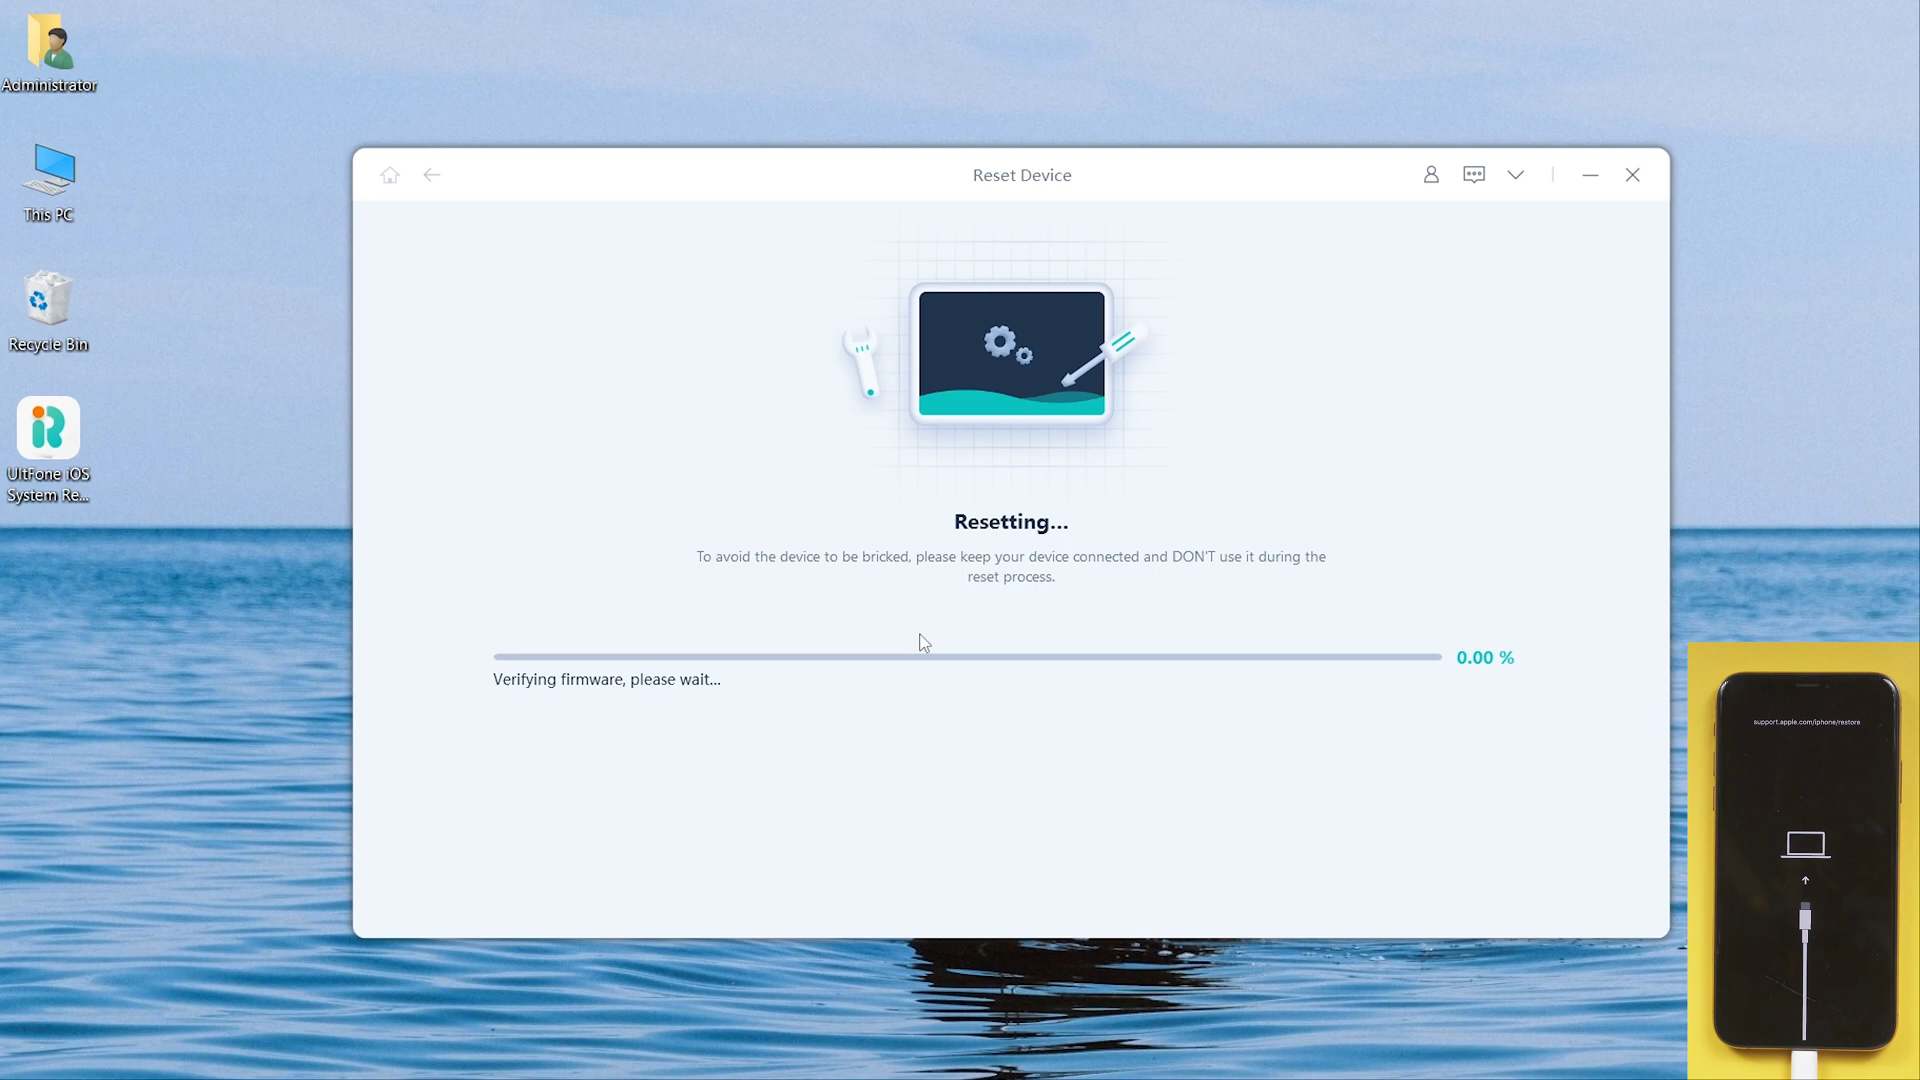 Administrator
This PC
Recycle Bin
UltFone iOS
System Re...
Reset Device
Resetting...
To avoid the device to be bricked, please keep your device connected and DON'T use it during the
reset process.
0.00 %
Verifying firmware, please wait...
support.apple.com/iphone/restore